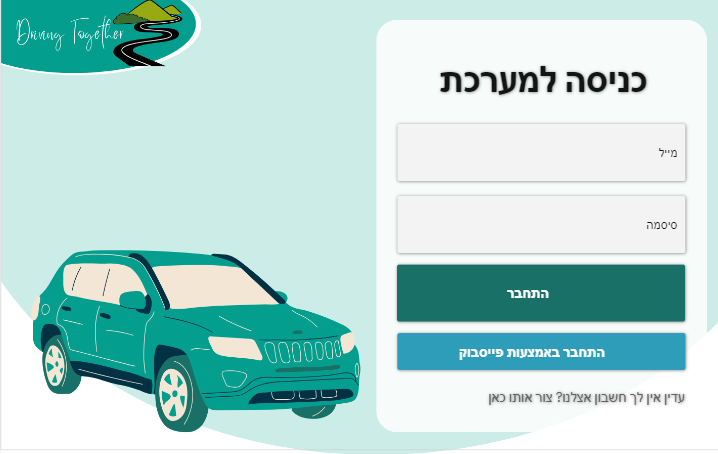 Driving Together
כניסה למערכת
מייל
סיסמה
התחבר
התחבר באמצעות פייסבוק
עדין אין לך חשבון אצלנו? צור אותו כאן